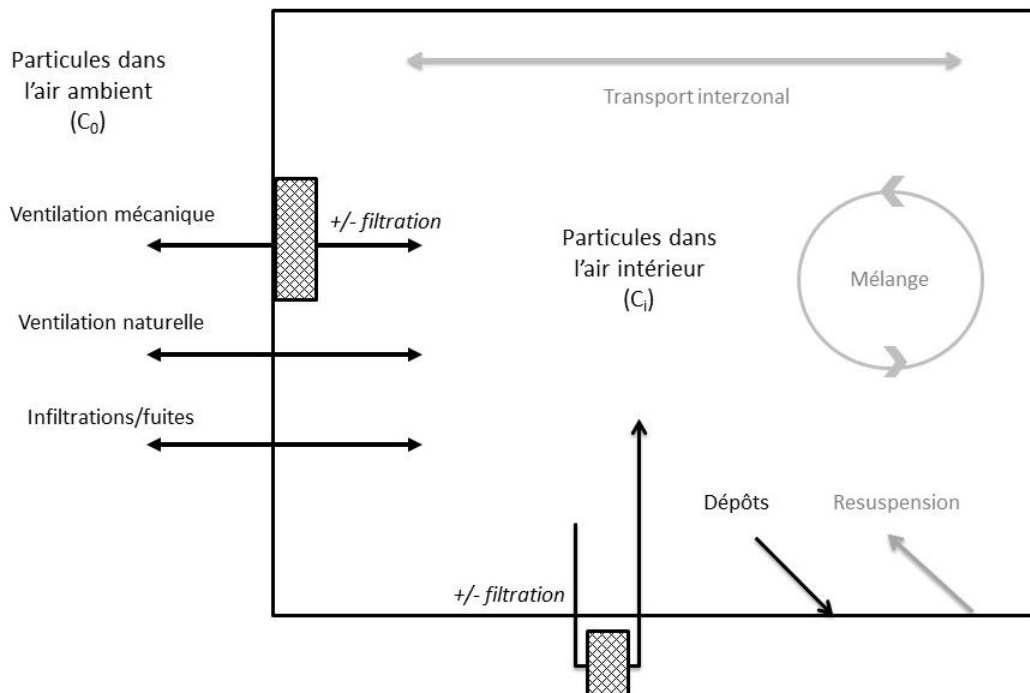 Particules dans
l'air ambient
(C₀)
Transport interzonal
Ventilation mécanique
+/- filtration
Particules dans
l'air intérieur
(Cᵢ)
Mélange
Ventilation naturelle
Infiltrations/fuites
Dépôts
Resuspension
+/- filtration